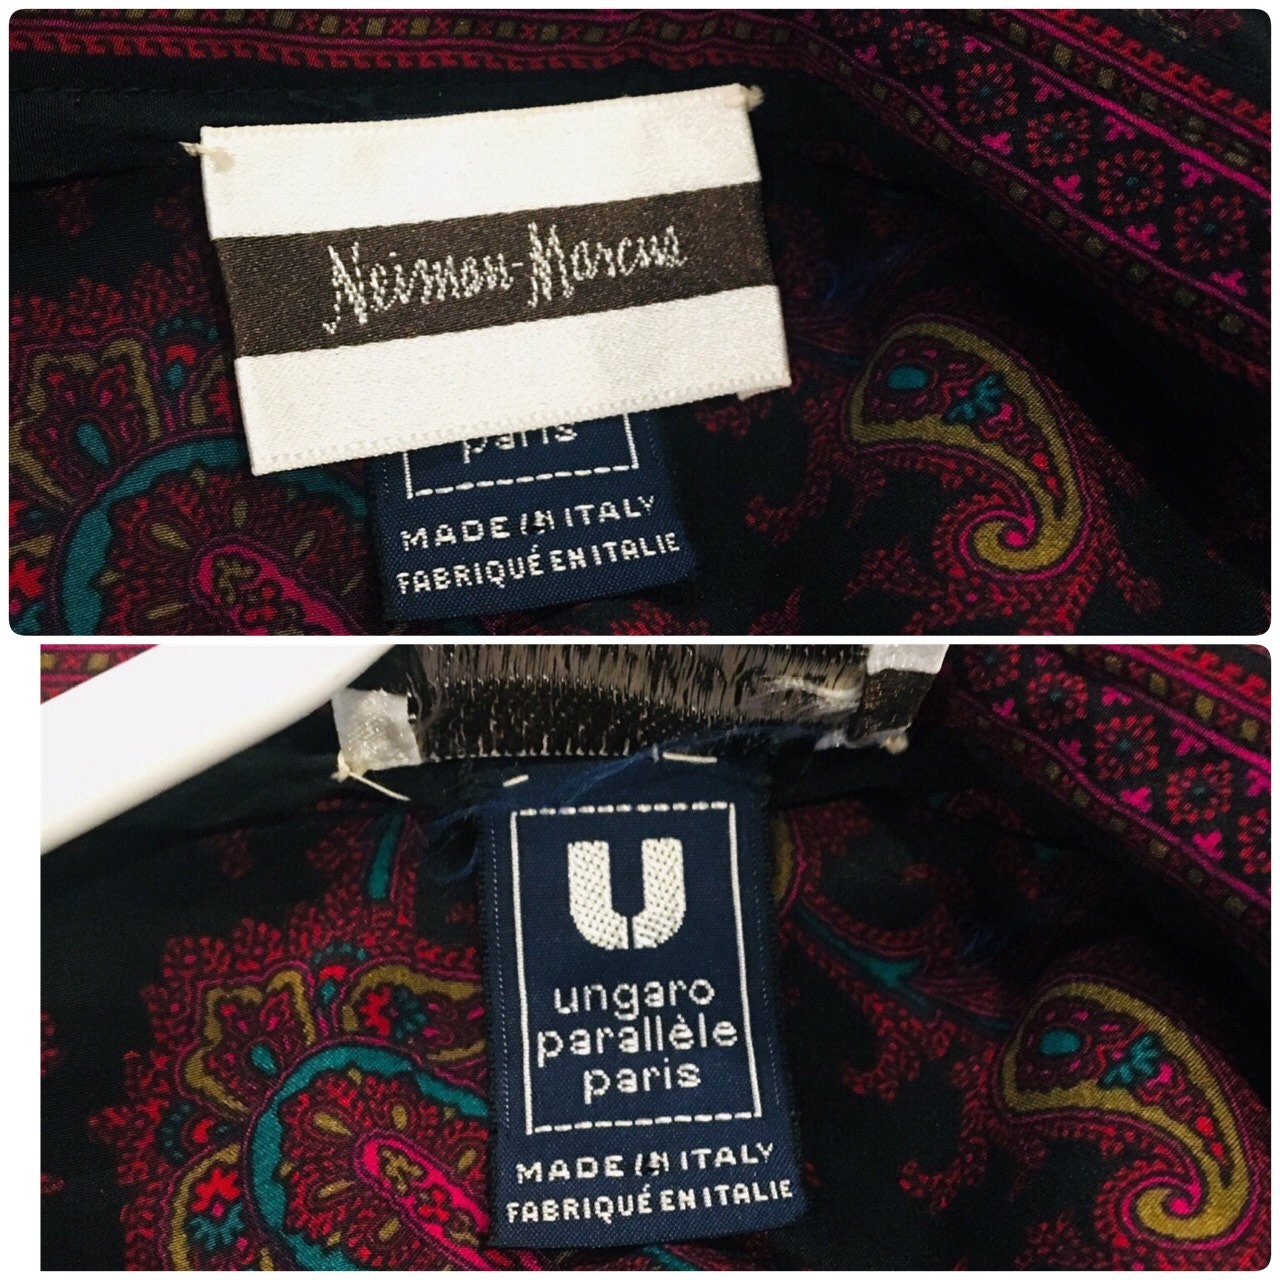 Neiman-Marcus
paris
MADE IN ITALY
FABRIQUÉ EN ITALIE
U
ungaro
parallèle
paris
MADE IN ITALY
FABRIQUÉ EN ITALIE